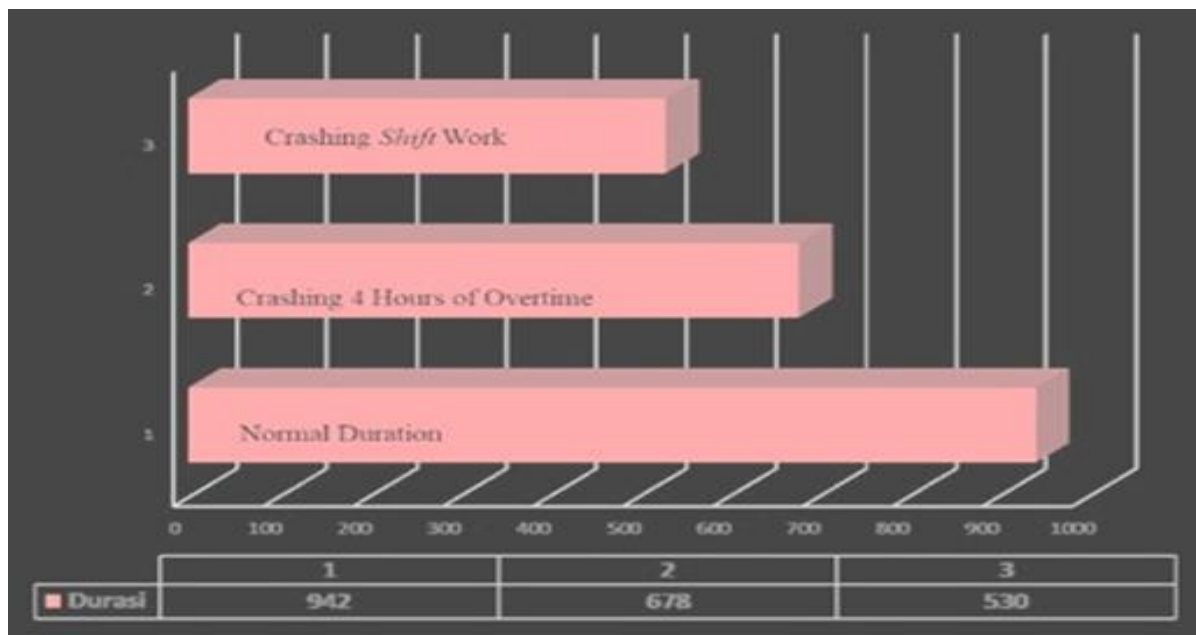 3
Crashing Shift Work
2
Crashing 4 Hours of Overtime
1
Normal Duration
0 100 200 300 400 500 600 700 800 900 1000
1 2 3
Durasi 942 678 530